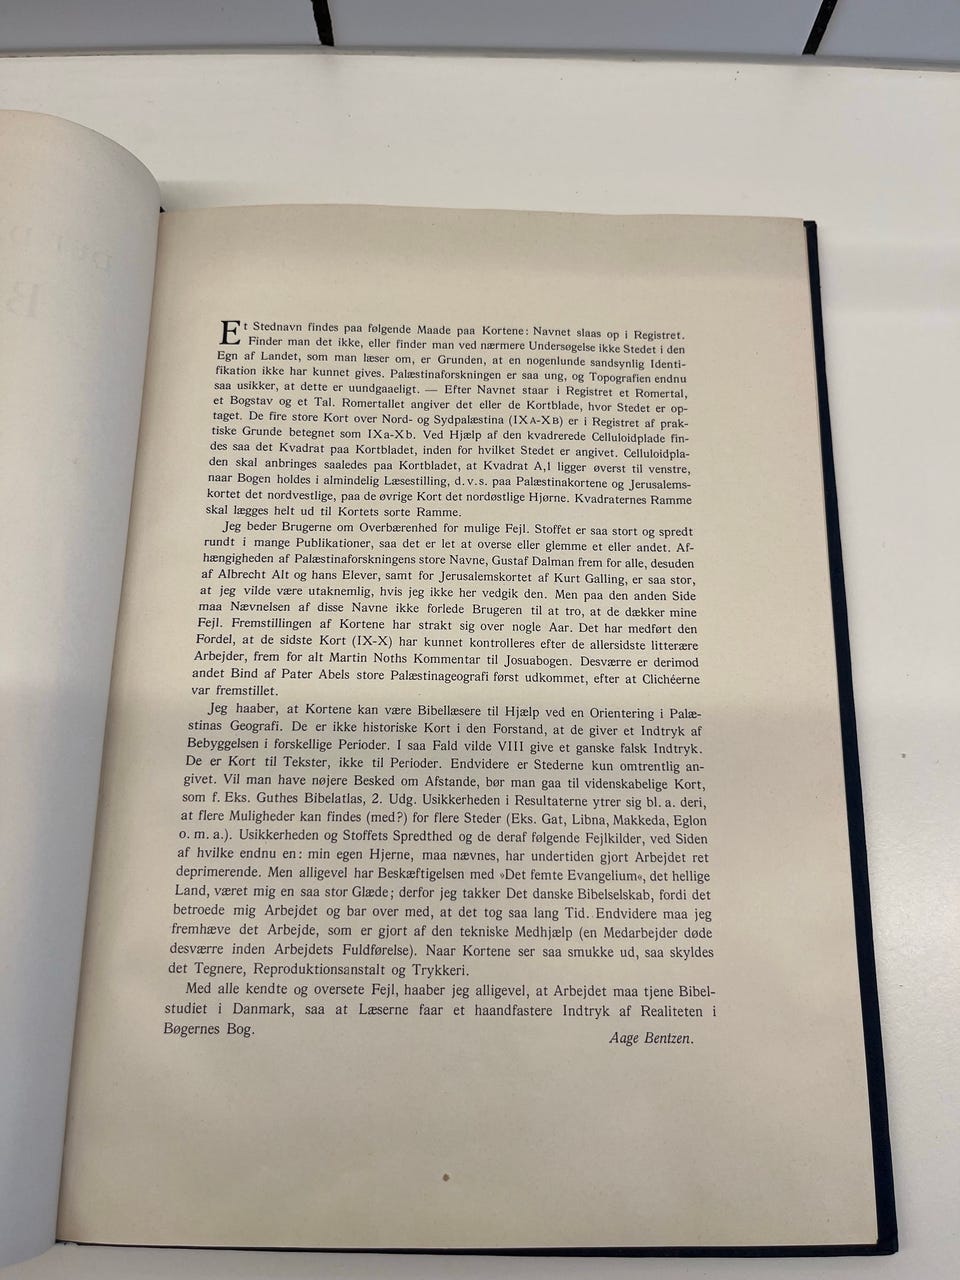 Et Stednavn findes paa følgende Maade paa Kortene: Navnet slaas op i Registret.
Finder man det ikke, eller finder man ved nærmere Undersøgelse ikke Stedet i den
Egn af Landet, som man læser om, er Grunden, at en nogenlunde sandsynlig Identi-
fikation ikke har kunnet gives. Palæstinaforskningen er saa ung, og Topografien endnu
saa usikker, at dette er uundgaaeligt. — Efter Navnet staar i Registret et Romertal,
et Bogstav og et Tal. Romertallet angiver det eller de Kortblade, hvor Stedet er op-
taget. De fire store Kort over Nord- og Sydpalæstina (IXA-XB) er i Registret af prak-
tiske Grunde betegnet som IXa-Xb. Ved Hjælp af den kvadrerede Celluloidplade fin-
des saa det Kvadrat paa Kortbladet, inden for hvilket Stedet er angivet. Celluloidpla-
den skal anbringes saaledes paa Kortbladet, at Kvadrat A,1 ligger øverst til venstre,
naar Bogen holdes i almindelig Læsestilling, d.v.s. paa Palæstinakortene og Jerusalems-
kortet det nordvestlige, paa de øvrige Kort det nordøstlige Hjørne. Kvadraternes Ramme
skal lægges helt ud til Kortets sorte Ramme.
Jeg beder Brugerne om Overbærenhed for mulige Fejl. Stoffet er saa stort og spredt
rundt i mange Publikationer, saa det er let at overse eller glemme et eller andet. Af-
hængigheden af Palæstinaforskningens store Navne, Gustaf Dalman frem for alle, desuden
af Albrecht Alt og hans Elever, samt for Jerusalemskortet af Kurt Galling, er saa stor,
at jeg vilde være utaknemlig, hvis jeg ikke her vedgik den. Men paa den anden Side
maa Nævnelsen af disse Navne ikke forlede Brugeren til at tro, at de dækker mine
Fejl. Fremstillingen af Kortene har strakt sig over nogle Aar. Det har medført den
Fordel, at de sidste Kort (IX-X) har kunnet kontrolleres efter de allersidste litterære
Arbejder, frem for alt Martin Noths Kommentar til Josuabogen. Desværre er derimod
andet Bind af Pater Abels store Palæstinageografi først udkommet, efter at Clichéerne
var fremstillet.
Jeg haaber, at Kortene kan være Bibellæsere til Hjælp ved en Orientering i Palæ-
stinas Geografi. De er ikke historiske Kort i den Forstand, at de giver et Indtryk af
Bebyggelsen i forskellige Perioder. I saa Fald vilde VIII give et ganske falsk Indtryk.
De er Kort til Tekster, ikke til Perioder. Endvidere er Stederne kun omtrentlig an-
givet. Vil man have nøjere Besked om Afstande, bør man gaa til videnskabelige Kort,
som f. Eks. Guthes Bibelatlas, 2. Udg. Usikkerheden i Resultaterne ytrer sig bl. a. deri,
at flere Muligheder kan findes (med?) for flere Steder (Eks. Gat, Libna, Makkeda, Eglon
o. m. a.). Usikkerheden og Stoffets Spredthed og de deraf følgende Fejlkilder, ved Siden
af hvilke endnu en: min egen Hjerne, maa nævnes, har undertiden gjort Arbejdet ret
deprimerende. Men alligevel har Beskæftigelsen med »Det femte Evangelium«, det hellige
Land, været mig en saa stor Glæde; derfor jeg takker Det danske Bibelselskab, fordi det
betroede mig Arbejdet og bar over med, at det tog saa lang Tid. Endvidere maa jeg
fremhæve det Arbejde, som er gjort af den tekniske Medhjælp (en Medarbejder døde
desværre inden Arbejdets Fuldførelse). Naar Kortene ser saa smukke ud, saa skyldes
det Tegnere, Reproduktionsanstalt og Trykkeri.
Med alle kendte og oversete Fejl, haaber jeg alligevel, at Arbejdet maa tjene Bibel-
studiet i Danmark, saa at Læserne faar et haandfastere Indtryk af Realiteten i
Bøgernes Bog.
Aage Bentzen.